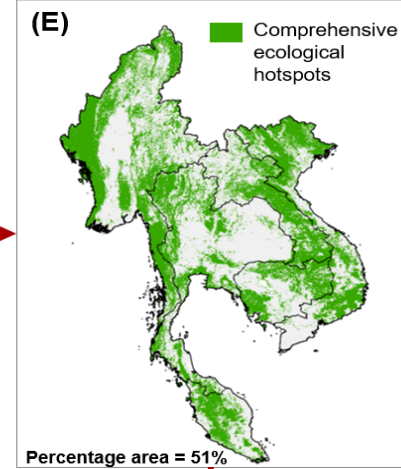 (E)
Comprehensive
ecological
hotspots
Percentage area = 51%